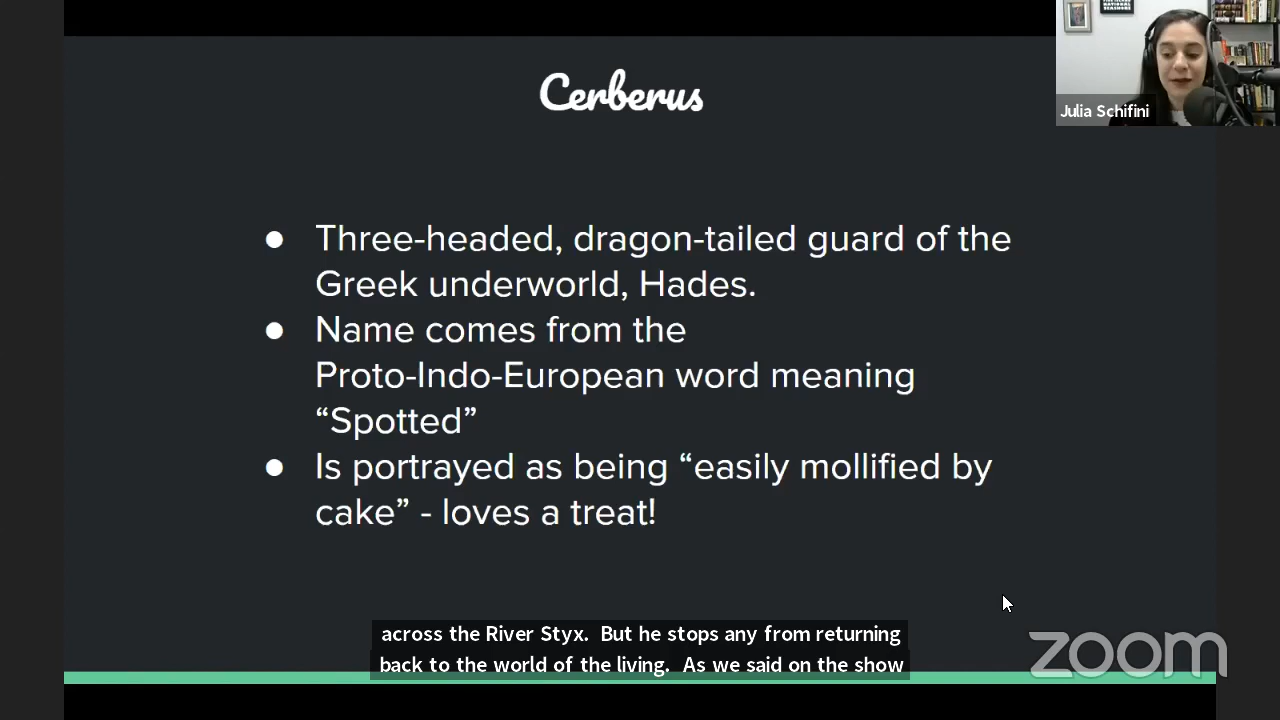 Cerberus
Julia Schifini
● Three-headed, dragon-tailed guard of the
Greek underworld, Hades.
● Name comes from the
Proto-Indo-European word meaning
“Spotted”
● Is portrayed as being “easily mollified by
cake” - loves a treat!
across the River Styx.  But he stops any from returning
back to the world of the living.  As we said on the show
zoom